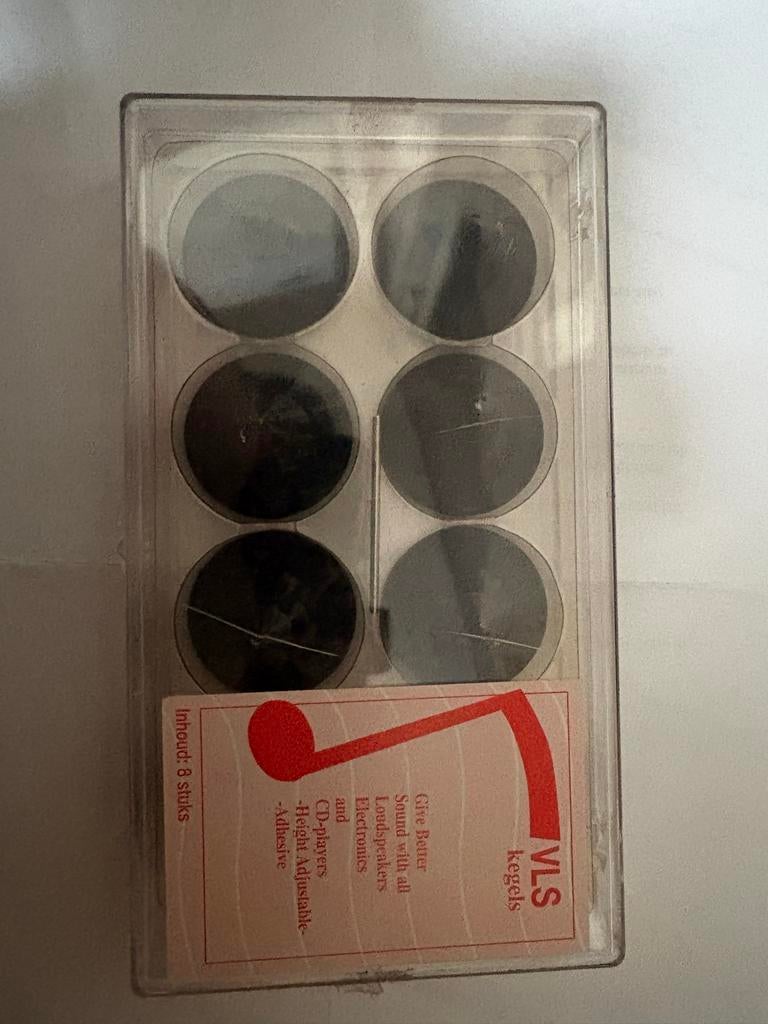 VLS
kegels
Give Better
Sound with all
Loudspeakers
Electronics
and
CD-players
-Height Adjustable-
-Adhesive
Inhoud: 8 stuks